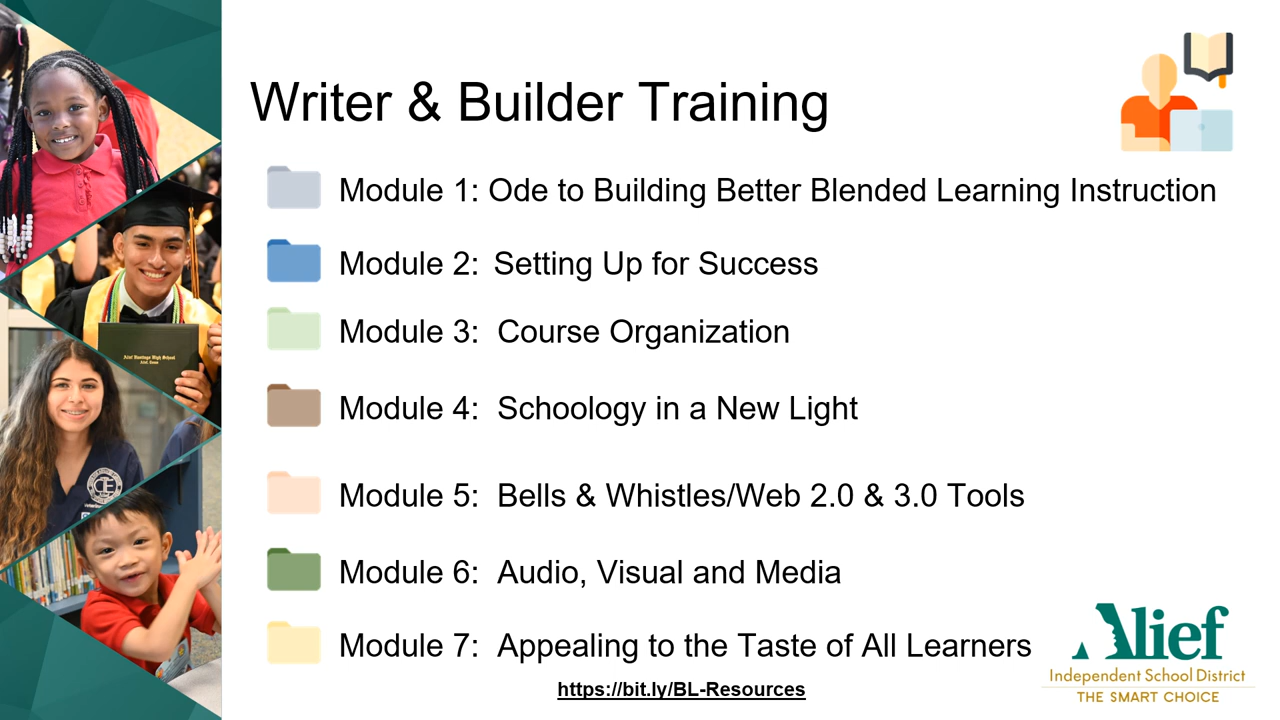 Writer & Builder Training
Module 1: Ode to Building Better Blended Learning Instruction
Module 2: Setting Up for Success
Module 3: Course Organization
Module 4: Schoology in a New Light
Module 5: Bells & Whistles/Web 2.0 & 3.0 Tools
Module 6: Audio, Visual and Media
Module 7: Appealing to the Taste of All Learners
https://bit.ly/BL-Resources
Alief
Independent School District
THE SMART CHOICE